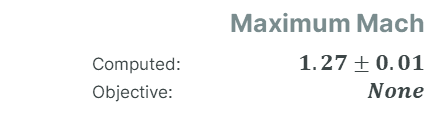 Maximum Mach
Computed: 1.27 ± 0.01
Objective: None